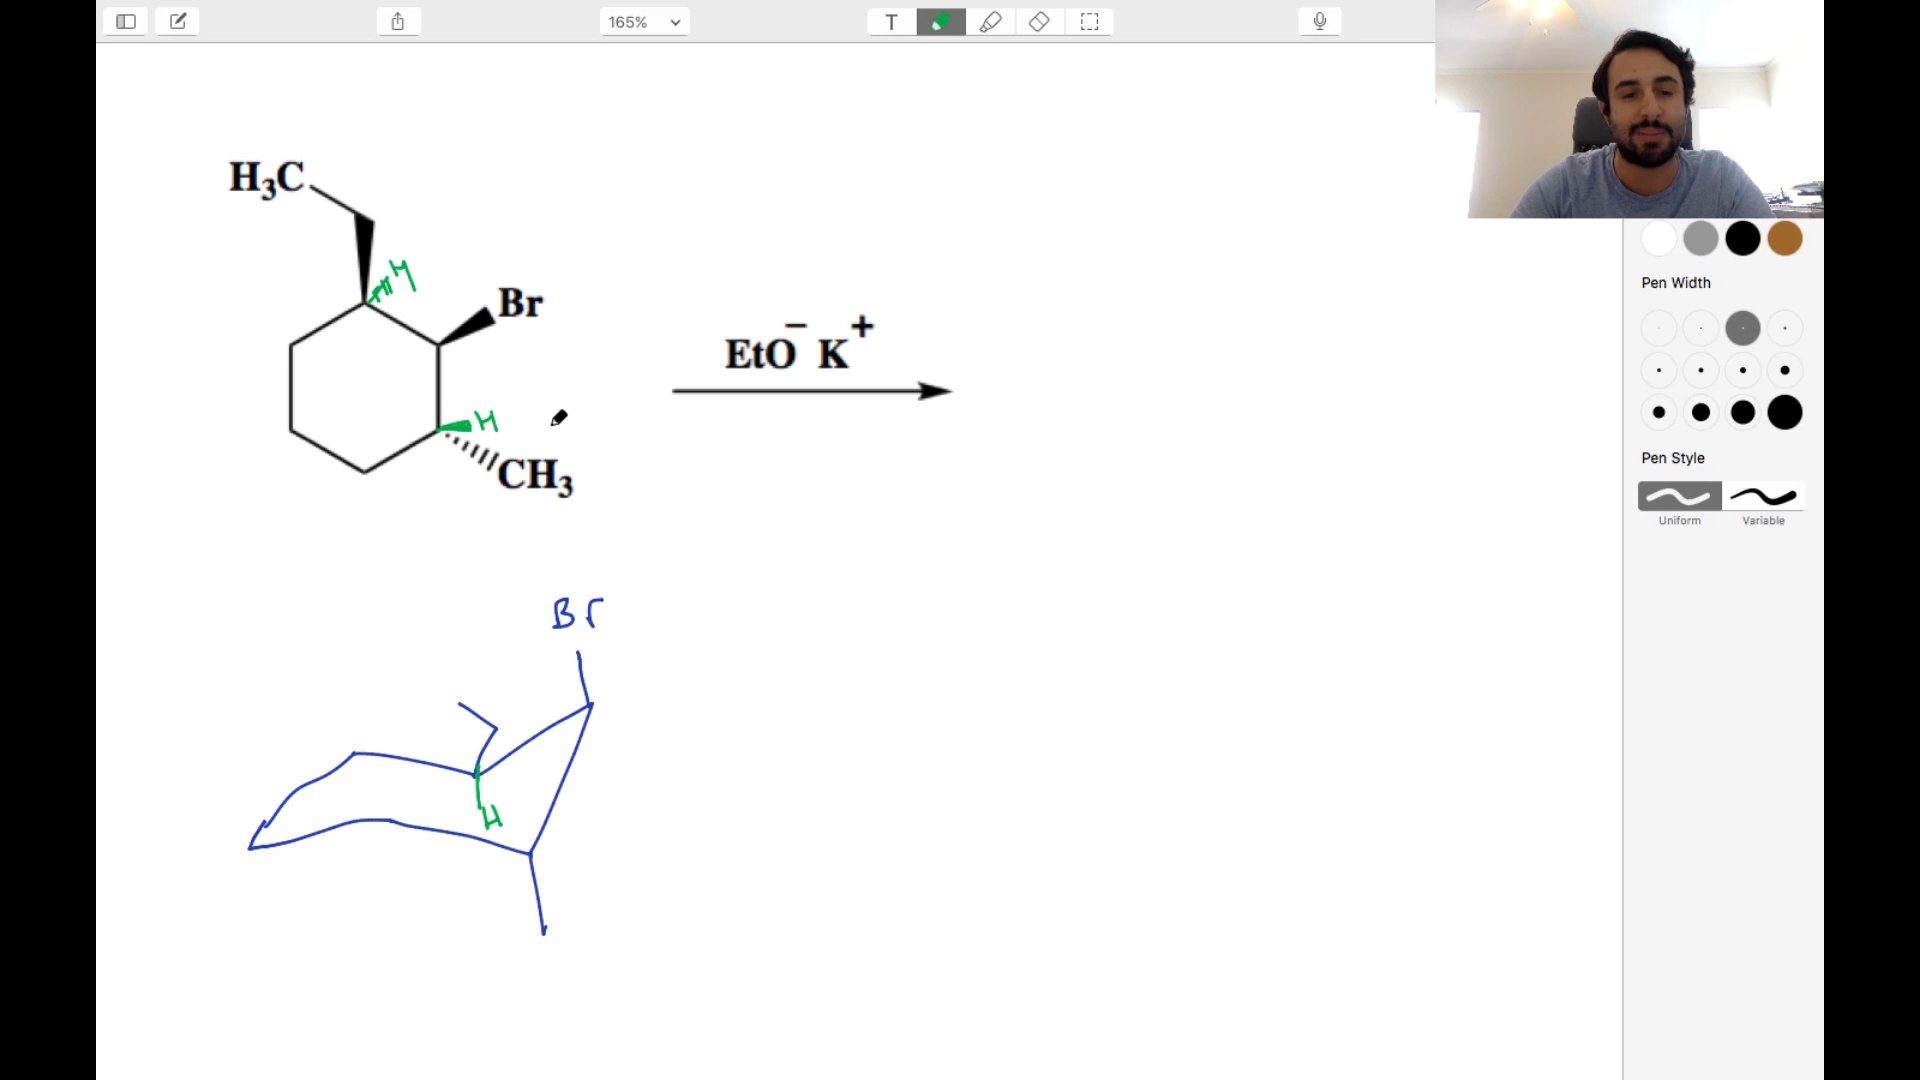 165%
T
H3C
H
Br
H
CH3
EtO− K+
Pen Width
Pen Style
Uniform Variable
Br
H